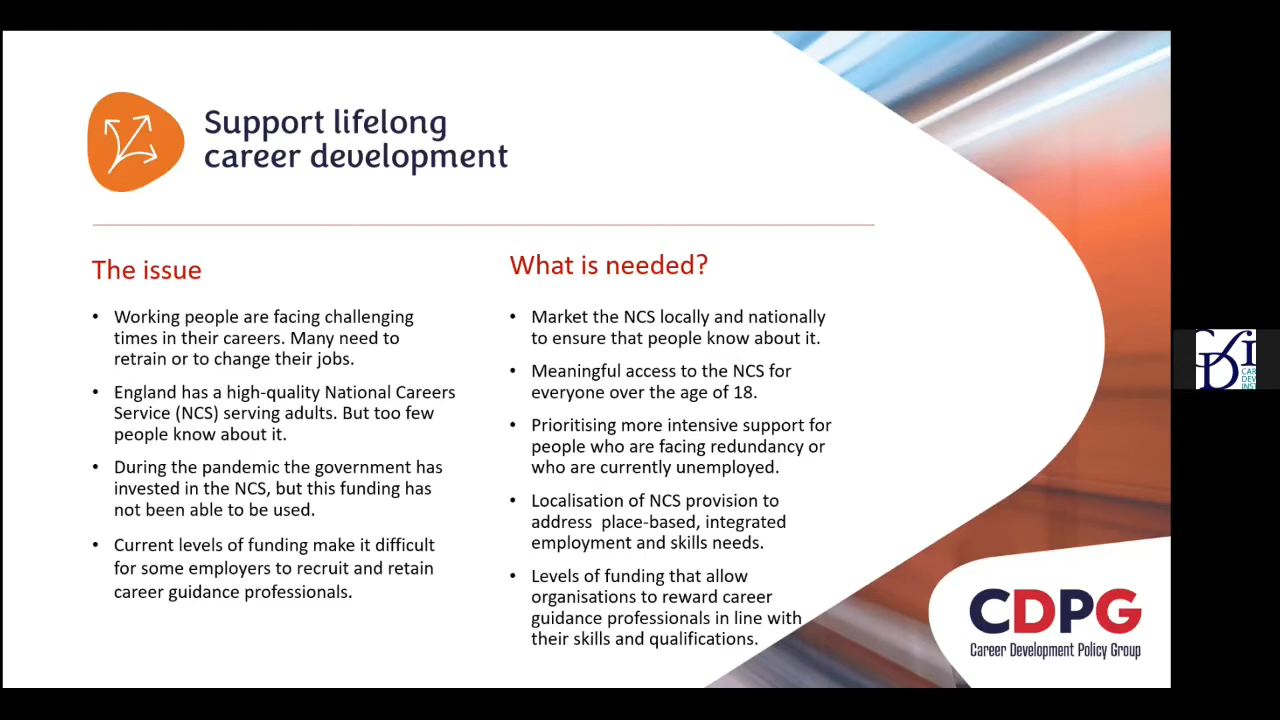 Support lifelong
career development
The issue
• Working people are facing challenging
times in their careers. Many need to
retrain or to change their jobs.
• England has a high-quality National Careers
Service (NCS) serving adults. But too few
people know about it.
• During the pandemic the government has
invested in the NCS, but this funding has
not been able to be used.
• Current levels of funding make it difficult
for some employers to recruit and retain
career guidance professionals.
What is needed?
• Market the NCS locally and nationally
to ensure that people know about it.
• Meaningful access to the NCS for
everyone over the age of 18.
• Prioritising more intensive support for
people who are facing redundancy or
who are currently unemployed.
• Localisation of NCS provision to
address  place-based, integrated
employment and skills needs.
• Levels of funding that allow
organisations to reward career
guidance professionals in line with
their skills and qualifications.
CDPG
Career Development Policy Group
CAR
DEV
INST